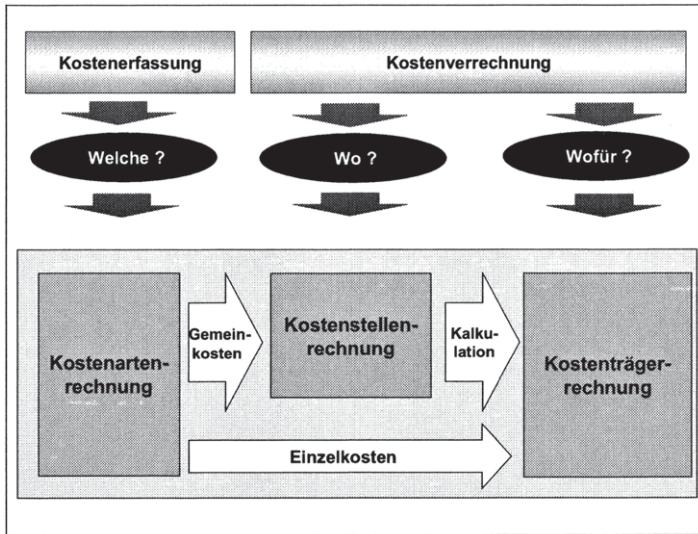 Kostenerfassung
Kostenverrechnung
Welche ?
Wo ?
Wofür ?
Kostenarten-
rechnung
Gemein-
kosten
Kostenstellen-
rechnung
Kalku-
lation
Kostenträger-
rechnung
Einzelkosten